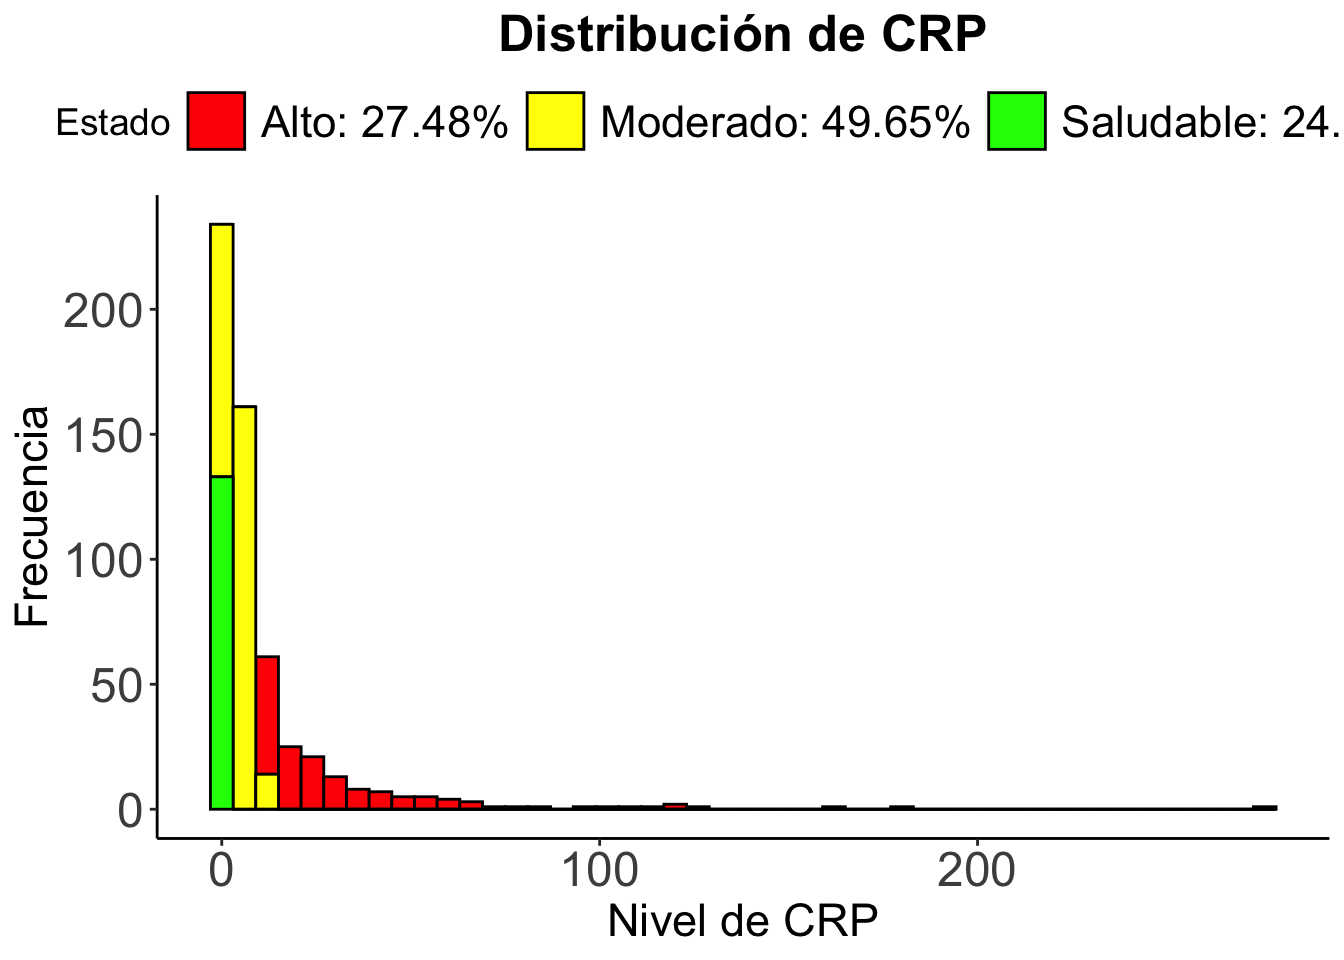 Distribución de CRP
Estado Alto: 27.48% Moderado: 49.65% Saludable: 24.
200
150
100
50
0
Frecuencia
0 100 200
Nivel de CRP